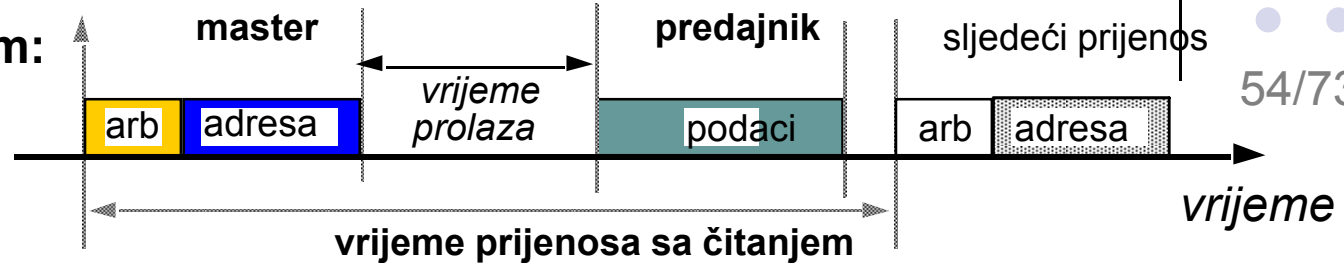 m:
master
predajnik
sljedeći prijenos
54/73
vrijeme
prolaza
arb
adresa
podaci
arb
adresa
vrijeme
vrijeme prijenosa sa čitanjem